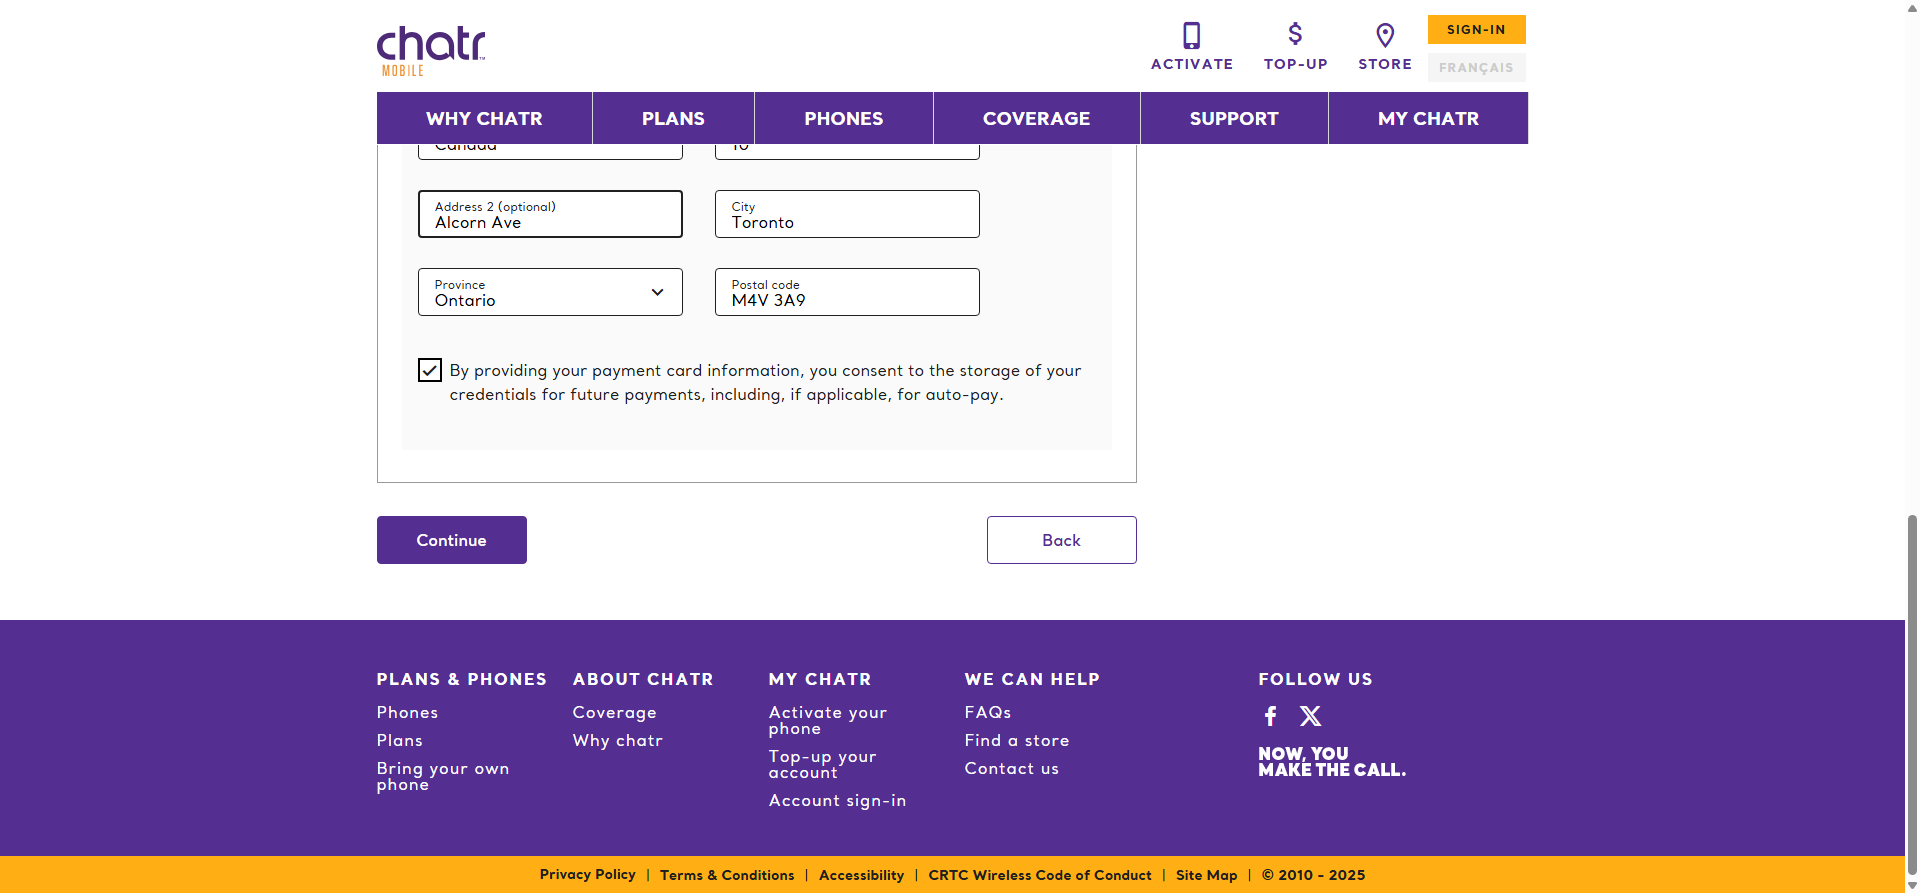 chatr
MOBILE
ACTIVATE
TOP-UP
STORE
SIGN-IN
FRANÇAIS
WHY CHATR
PLANS
PHONES
COVERAGE
SUPPORT
MY CHATR
Canada
10
Address 2 (optional)
Alcorn Ave
City
Toronto
Province
Ontario
Postal code
M4V 3A9
By providing your payment card information, you consent to the storage of your
credentials for future payments, including, if applicable, for auto-pay.
Continue
Back
PLANS & PHONES
Phones
Plans
Bring your own
phone
ABOUT CHATR
Coverage
Why chatr
MY CHATR
Activate your
phone
Top-up your
account
Account sign-in
WE CAN HELP
FAQs
Find a store
Contact us
FOLLOW US
NOW, YOU
MAKE THE CALL.
Privacy Policy | Terms & Conditions | Accessibility | CRTC Wireless Code of Conduct | Site Map | © 2010 - 2025